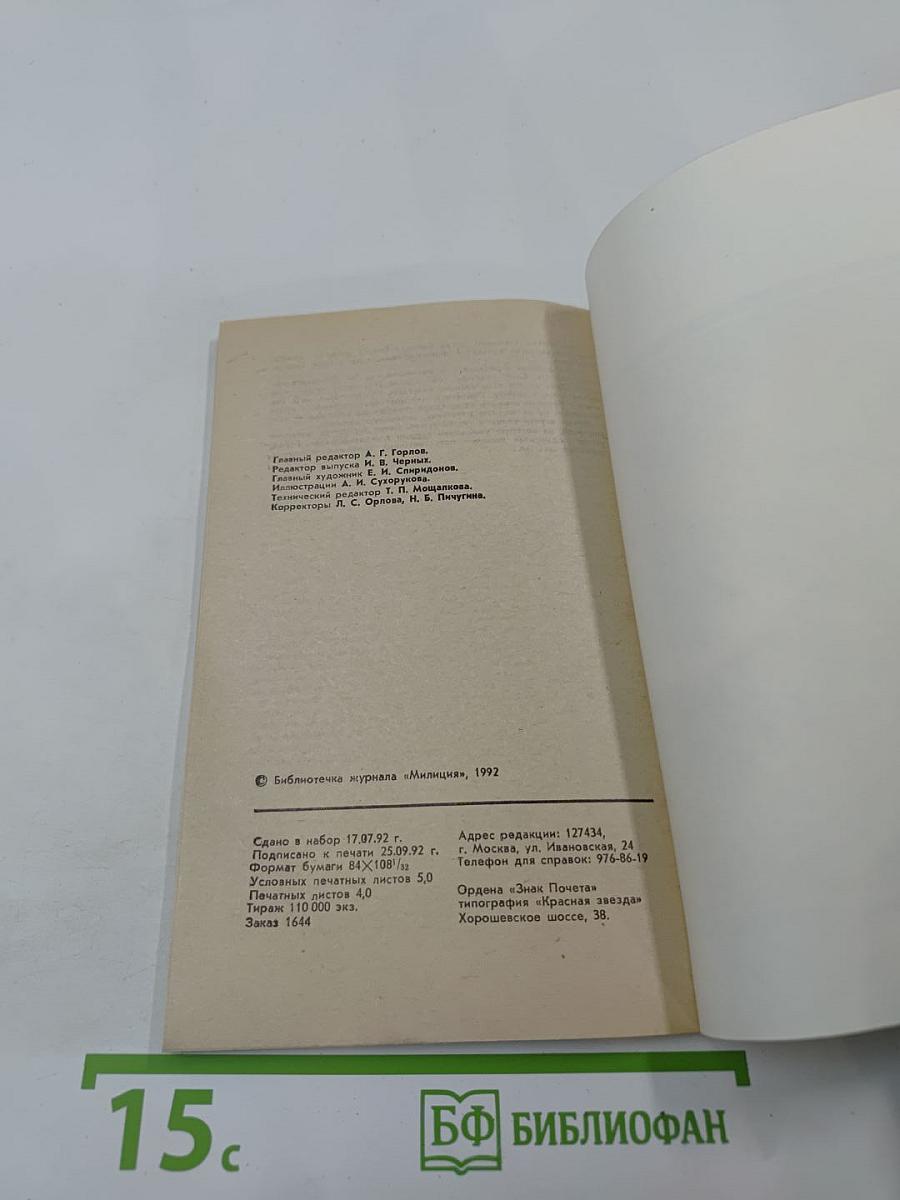 Главный редактор А. Г. Горлов.
Редактор выпуска И. В. Черных.
Главный художник Е. И. Спиридонов.
Иллюстрации А. И. Сухорукова.
Технический редактор Т. П. Мощалкова.
Корректоры Л. С. Орлова, Н. Б. Пичугина.
© Библиотечка журнала «Милиция», 1992
Сдано в набор 17.07.92 г.
Подписано к печати 25.09.92 г.
Формат бумаги 84×108¹/₃₂
Условных печатных листов 5,0
Печатных листов 4,0
Тираж 110 000 экз.
Заказ 1644
Адрес редакции: 127434,
г. Москва, ул. Ивановская, 24
Телефон для справок: 976-86-19
Ордена «Знак Почета»
типография «Красная звезда»
Хорошевское шоссе, 38.
15 с
БФ БИБЛИОФАН